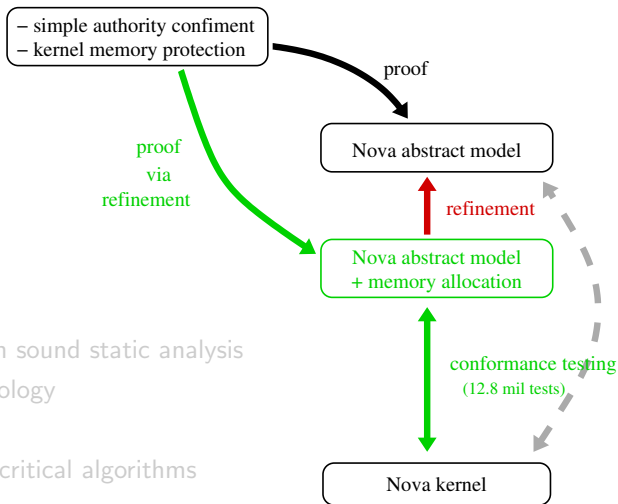 – simple authority confiment
– kernel memory protection
proof
proof
via
refinement
Nova abstract model
refinement
Nova abstract model
+ memory allocation
sound static analysis
conformance testing
(12.8 mil tests)
critical algorithms
Nova kernel